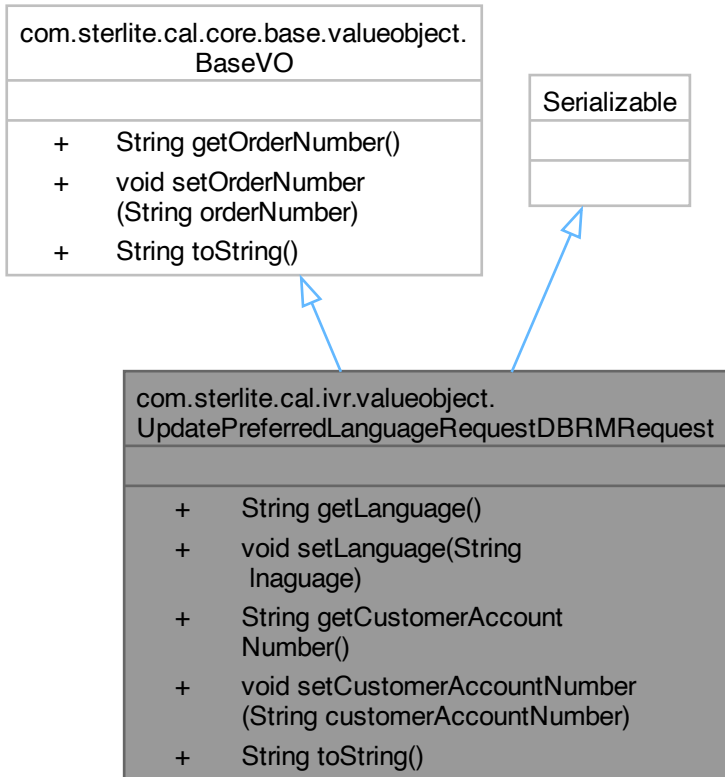 com.sterlite.cal.core.base.valueobject.
BaseVO
+ String getOrderNumber()
+ void setOrderNumber
(String orderNumber)
+ String toString()
Serializable
com.sterlite.cal.ivr.valueobject.
UpdatePreferredLanguageRequestDBRMRequest
+ String getLanguage()
+ void setLanguage(String
lnaguage)
+ String getCustomerAccount
Number()
+ void setCustomerAccountNumber
(String customerAccountNumber)
+ String toString()